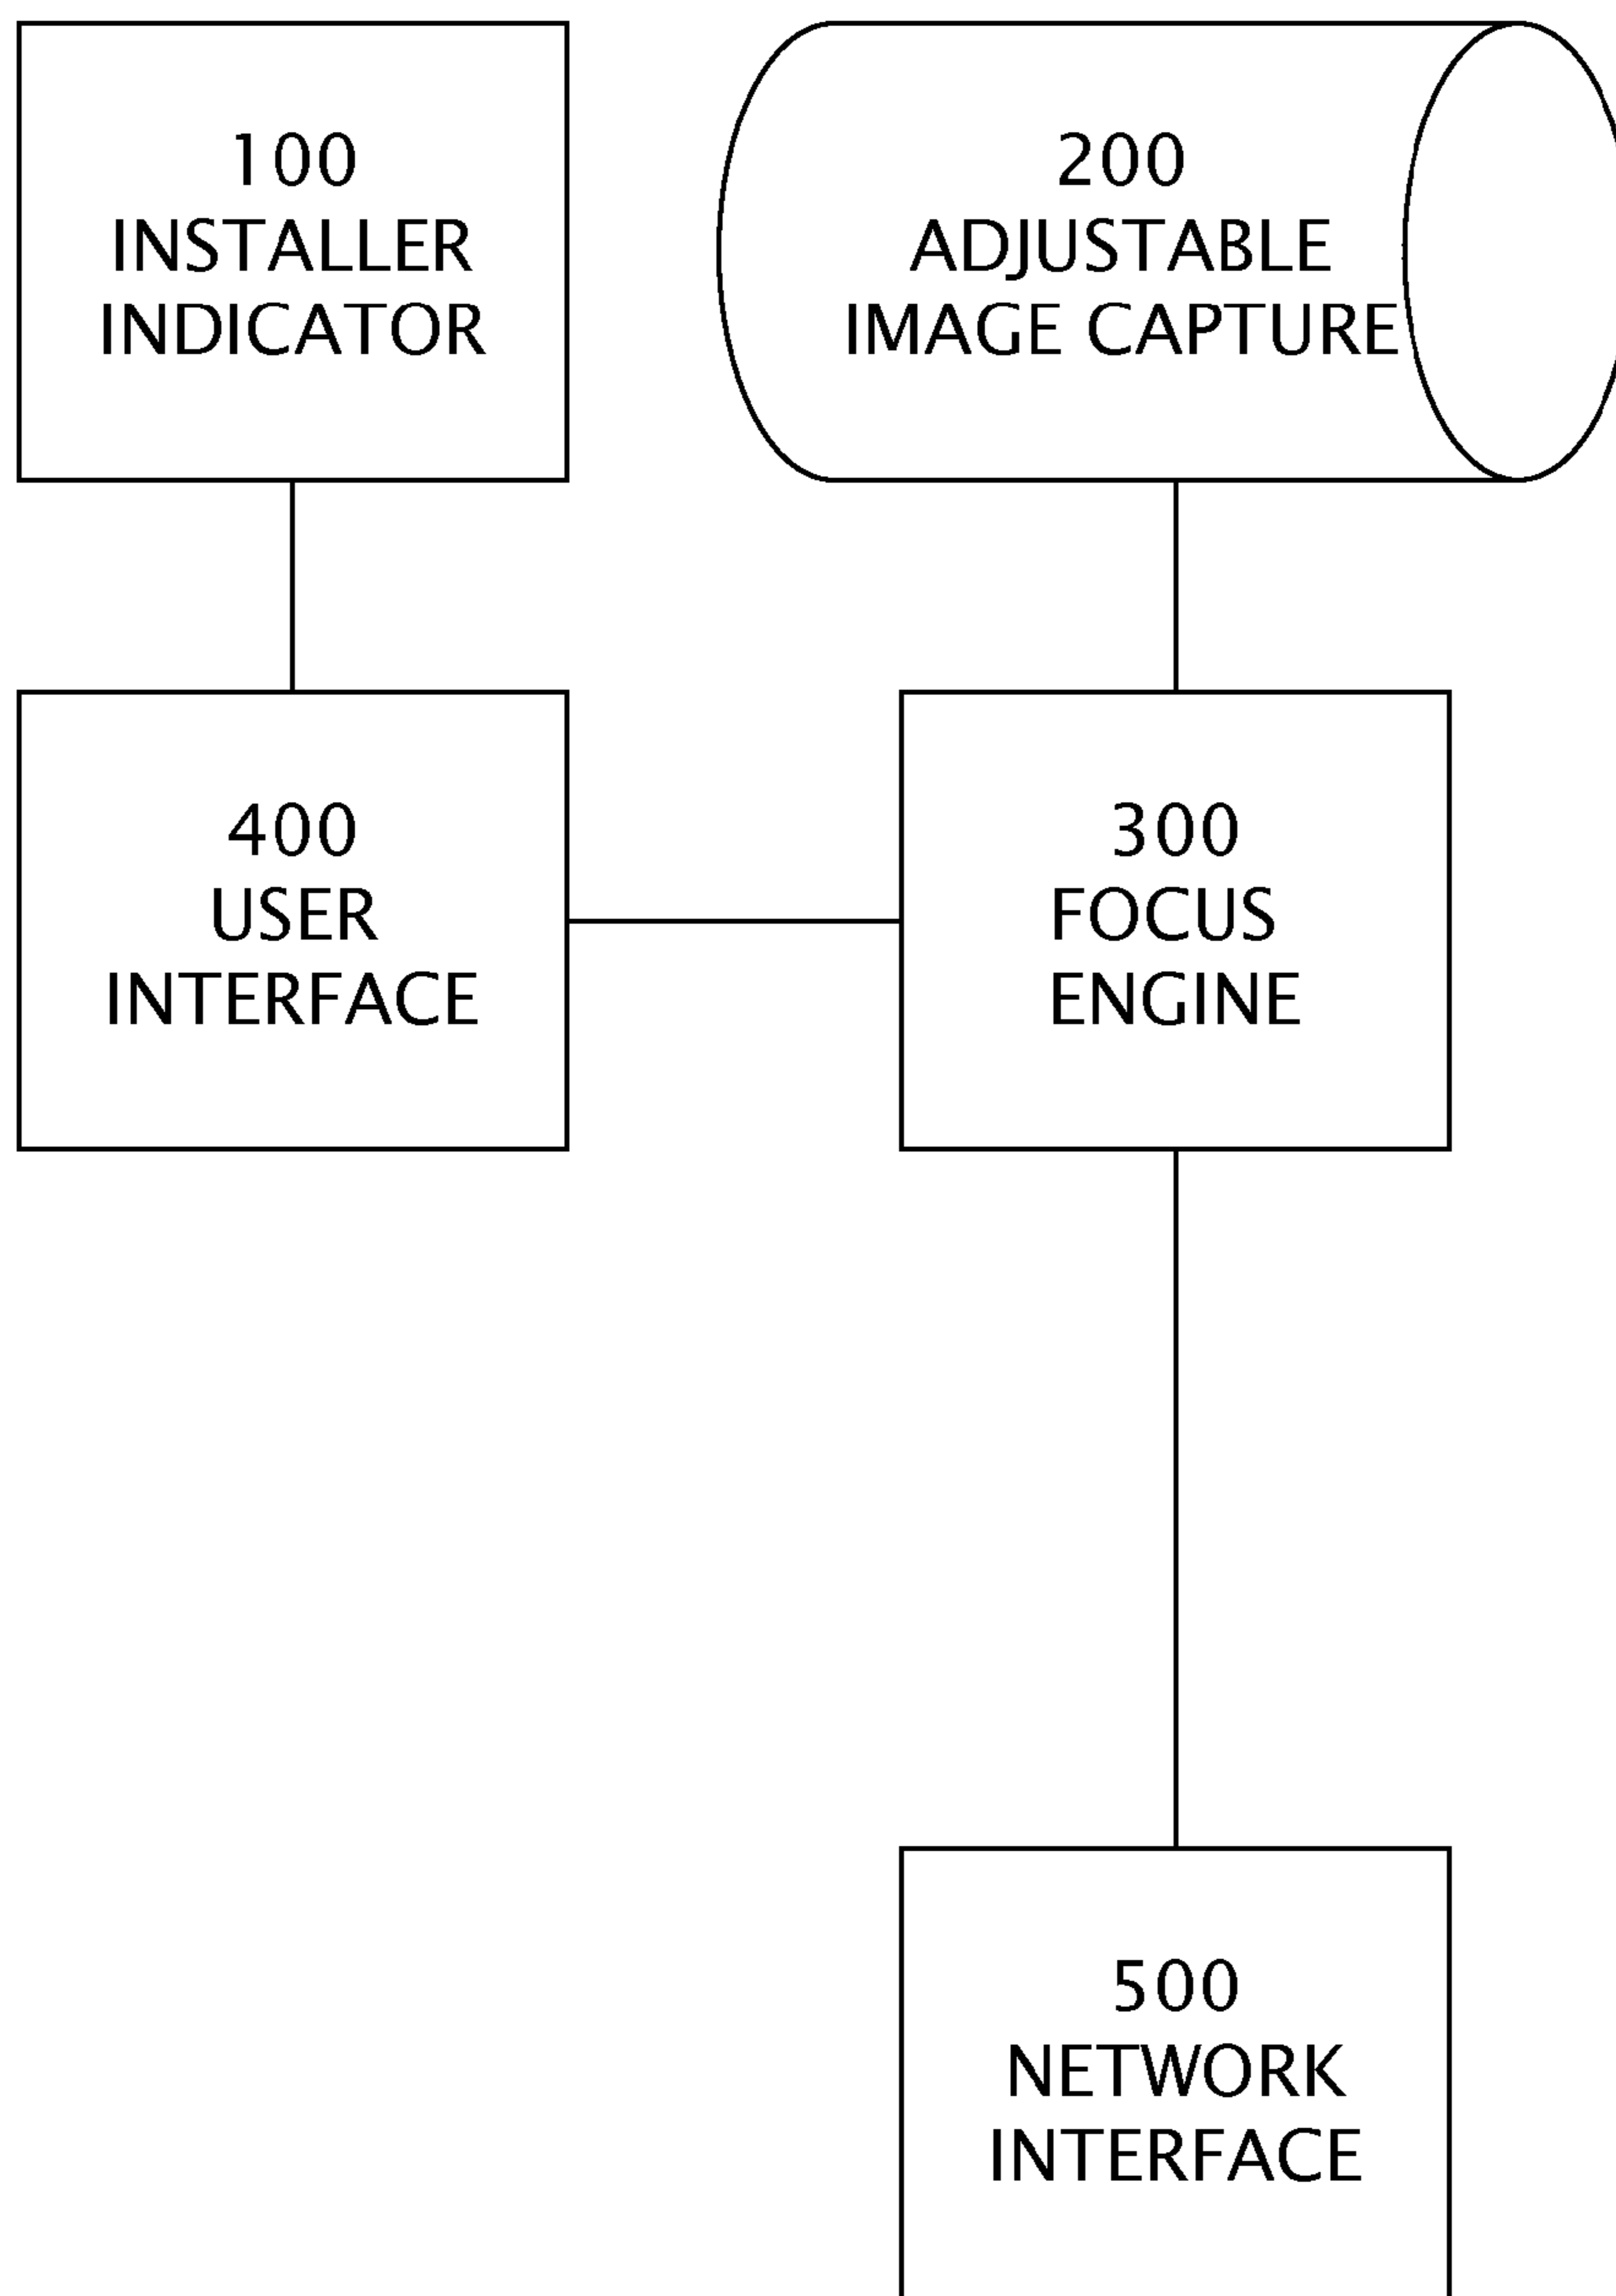 100
INSTALLER
INDICATOR
200
ADJUSTABLE
IMAGE CAPTURE
400
USER
INTERFACE
300
FOCUS
ENGINE
500
NETWORK
INTERFACE